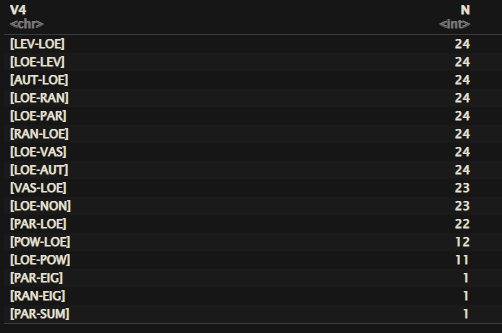 V4 N
<chr> <int>
[LEV-LOE] 24
[LOE-LEV] 24
[AUT-LOE] 24
[LOE-RAN] 24
[LOE-PAR] 24
[RAN-LOE] 24
[LOE-VAS] 24
[LOE-AUT] 24
[VAS-LOE] 23
[LOE-NON] 23
[PAR-LOE] 22
[POW-LOE] 12
[LOE-POW] 11
[PAR-EIG] 1
[RAN-EIG] 1
[PAR-SUM] 1